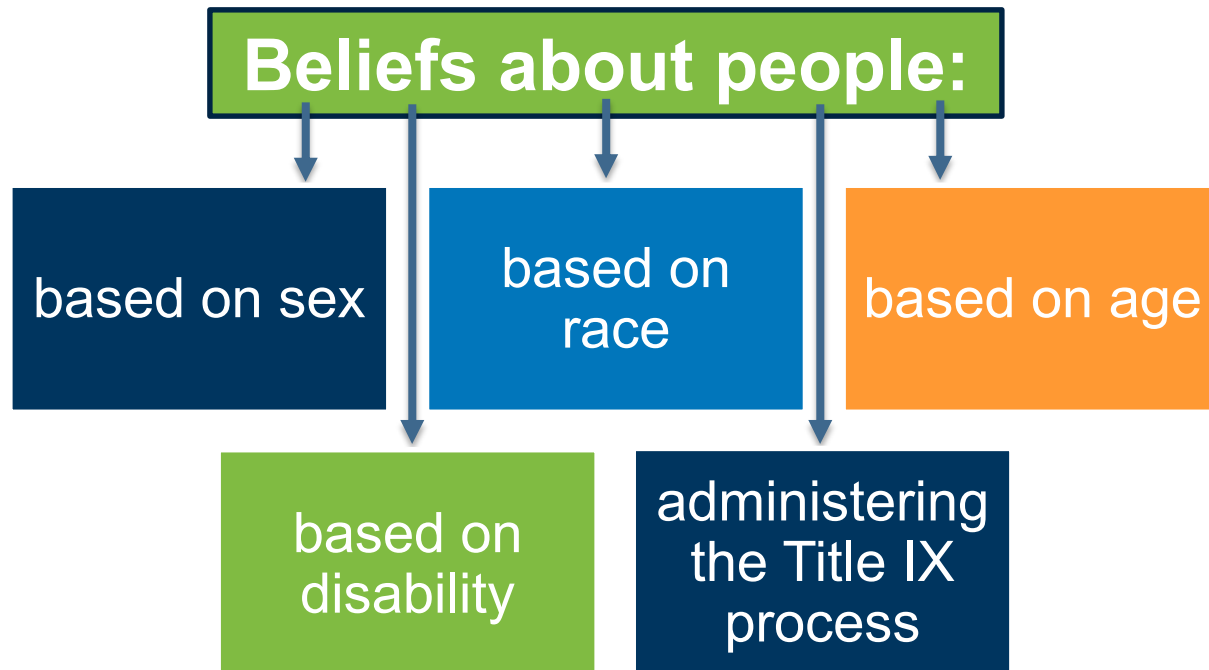 Beliefs about people:
based on sex
based on
race
based on age
based on
disability
administering
the Title IX
process